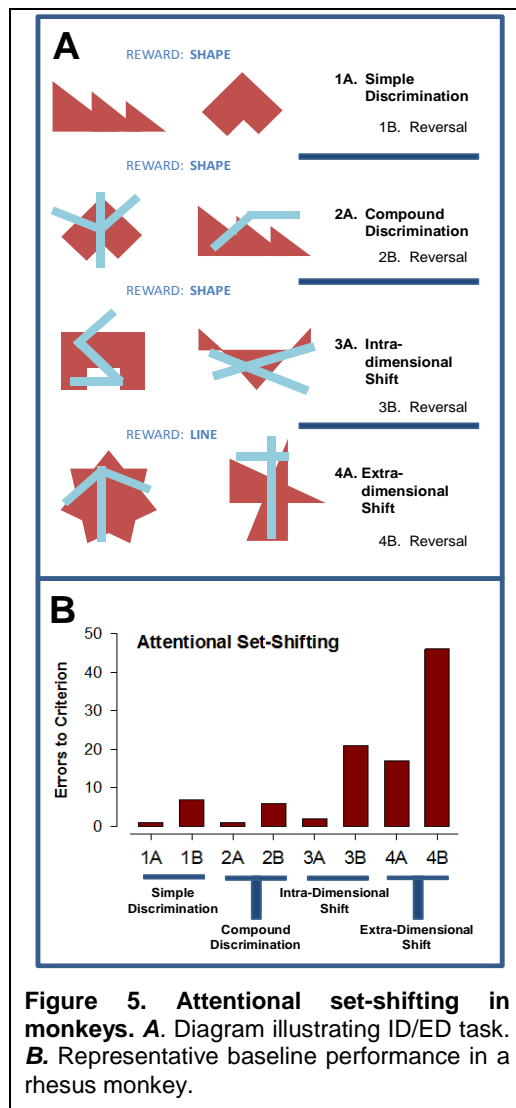 A
REWARD: SHAPE
1A. Simple
Discrimination
1B. Reversal
REWARD: SHAPE
2A. Compound
Discrimination
2B. Reversal
REWARD: SHAPE
3A. Intra-
dimensional
Shift
3B. Reversal
REWARD: LINE
4A. Extra-
dimensional
Shift
4B. Reversal
B
Attentional Set-Shifting
Errors to Criterion
50
40
30
20
10
0
1A 1B 2A 2B 3A 3B 4A 4B
Simple
Discrimination
Compound
Discrimination
Intra-Dimensional
Shift
Extra-Dimensional
Shift
Figure 5. Attentional set-shifting in
monkeys. A. Diagram illustrating ID/ED task.
B. Representative baseline performance in a
rhesus monkey.